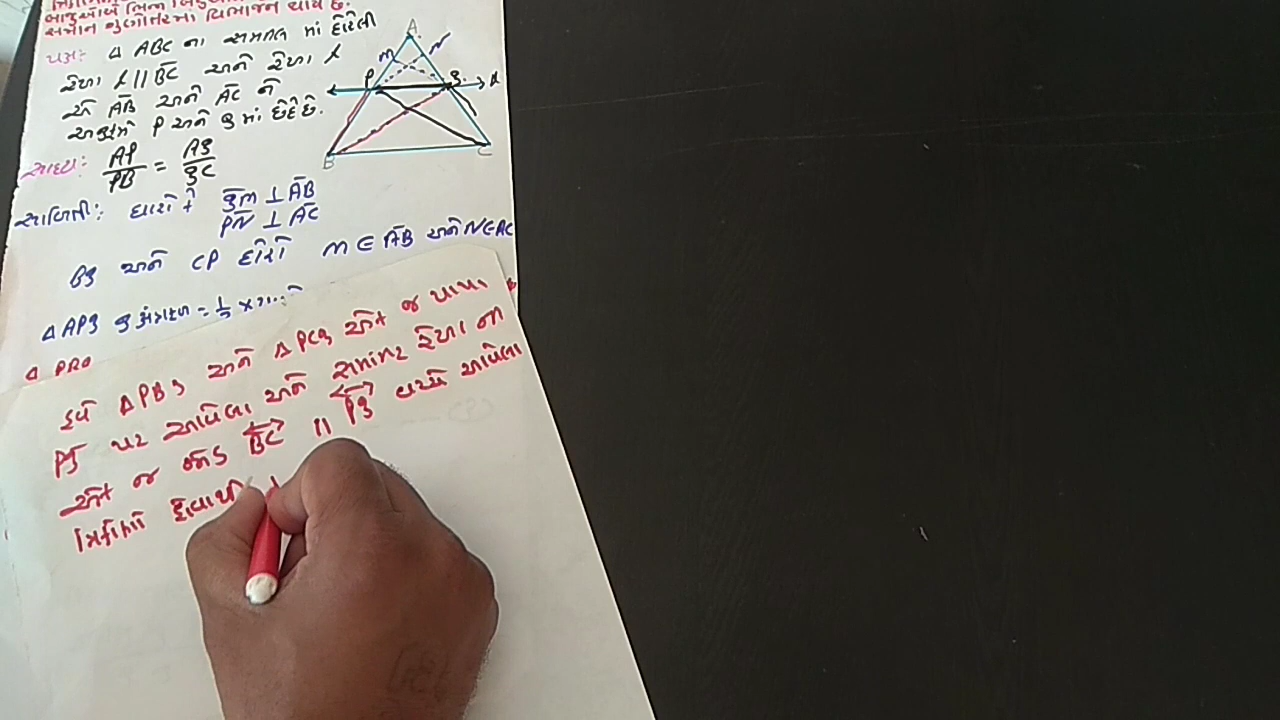 બાજુઓને ભિન્ન
સમાન ગુણોત્તરમાં વિભાજન થાય છે.
પક્ષ: Δ ABC ના સમતલ માં દોરેલી
રેખા l || BC અને રેખા l
એ AB અને AC ને
અનુક્રમે P અને Q માં છેદે છે.
A
M N
P Q l
B C
સાધ્ય: AP/PB = AQ/QC
સાબિતી: ધારો કે QM ⊥ AB
PN ⊥ AC
BQ અને CP દોરો M ∈ AB અને N ∈ AC
Δ APQ નું ક્ષેત્રફળ = 1/2 ×
Δ PBQ
હવે Δ PBQ અને Δ PCQ એક જ પાયા
PQ પર આવેલા અને સમાંતર રેખા ના
એક જ જોડ BC || PQ વચ્ચે આવેલા
ત્રિકોણો હોવાથી